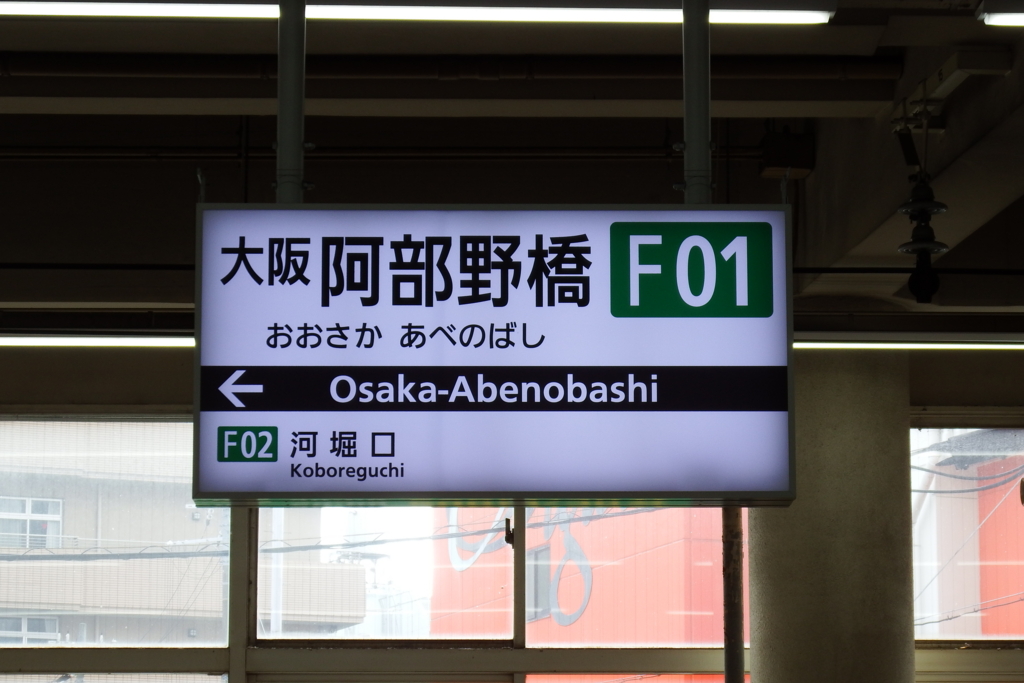 大阪 阿部野橋 F01
おおさか あべのばし
← Osaka-Abenobashi
F02 河堀口
Koboreguchi